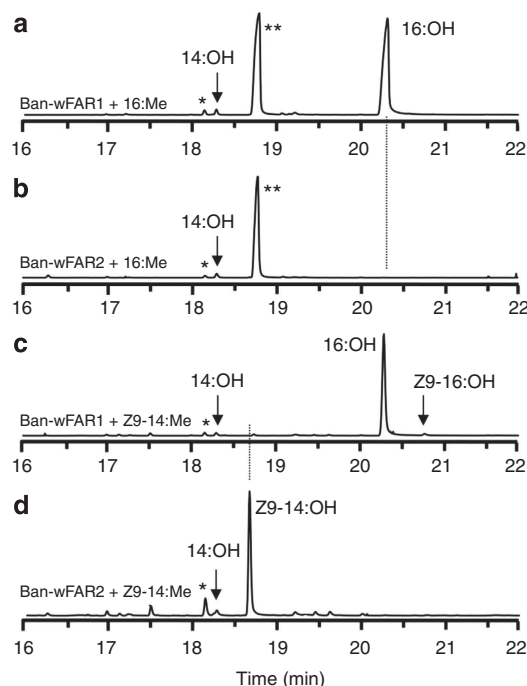 a
**
16:OH
14:OH
*
Ban-wFAR1 + 16:Me
16 17 18 19 20 21 22
b
**
14:OH
*
Ban-wFAR2 + 16:Me
16 17 18 19 20 21 22
c
16:OH
14:OH
Z9-16:OH
*
Ban-wFAR1 + Z9-14:Me
16 17 18 19 20 21 22
d
Z9-14:OH
14:OH
*
Ban-wFAR2 + Z9-14:Me
16 17 18 19 20 21 22
Time (min)